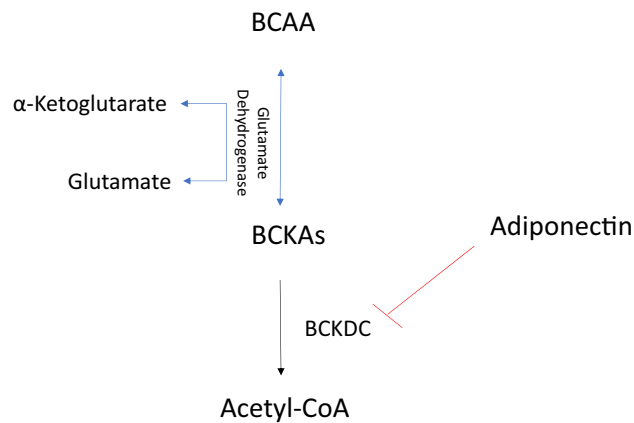 BCAA
α-Ketoglutarate
Glutamate
Dehydrogenase
Glutamate
BCKAs
Adiponectin
BCKDC
Acetyl-CoA